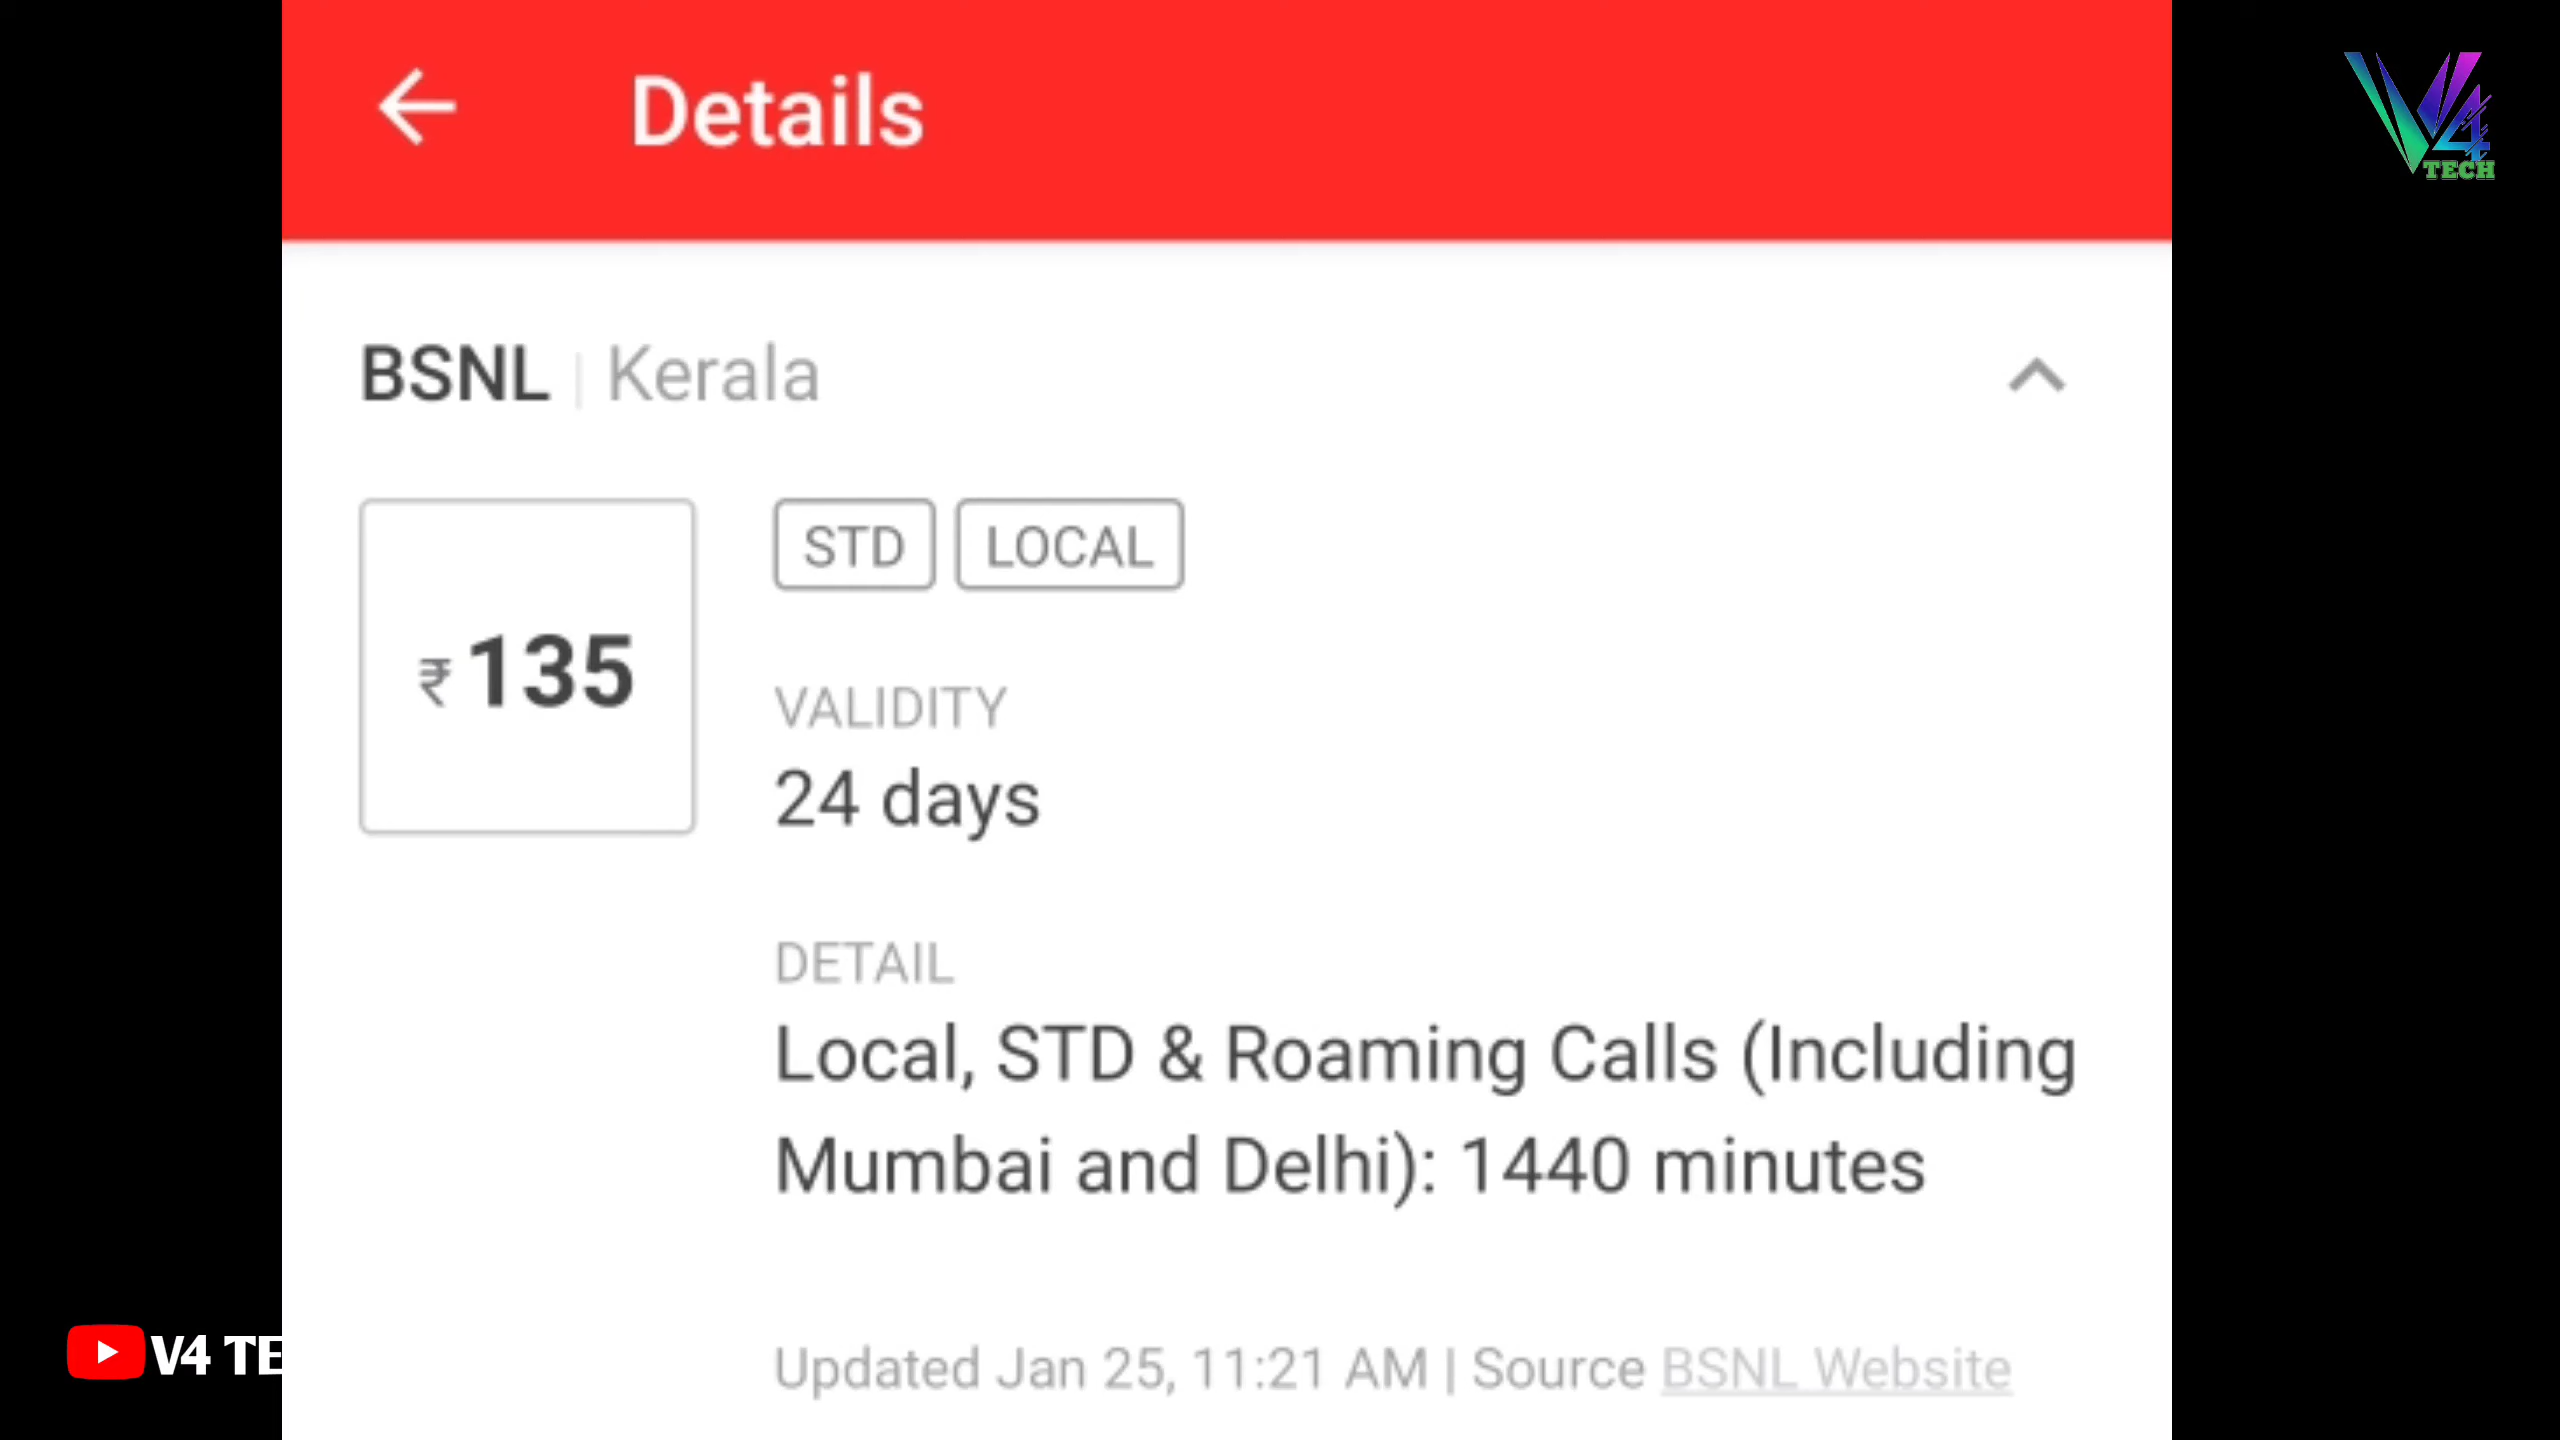 Details
V4
TECH
BSNL | Kerala
STD LOCAL
₹135
VALIDITY
24 days
DETAIL
Local, STD & Roaming Calls (Including
Mumbai and Delhi): 1440 minutes
V4 TE
Updated Jan 25, 11:21 AM | Source BSNL Website